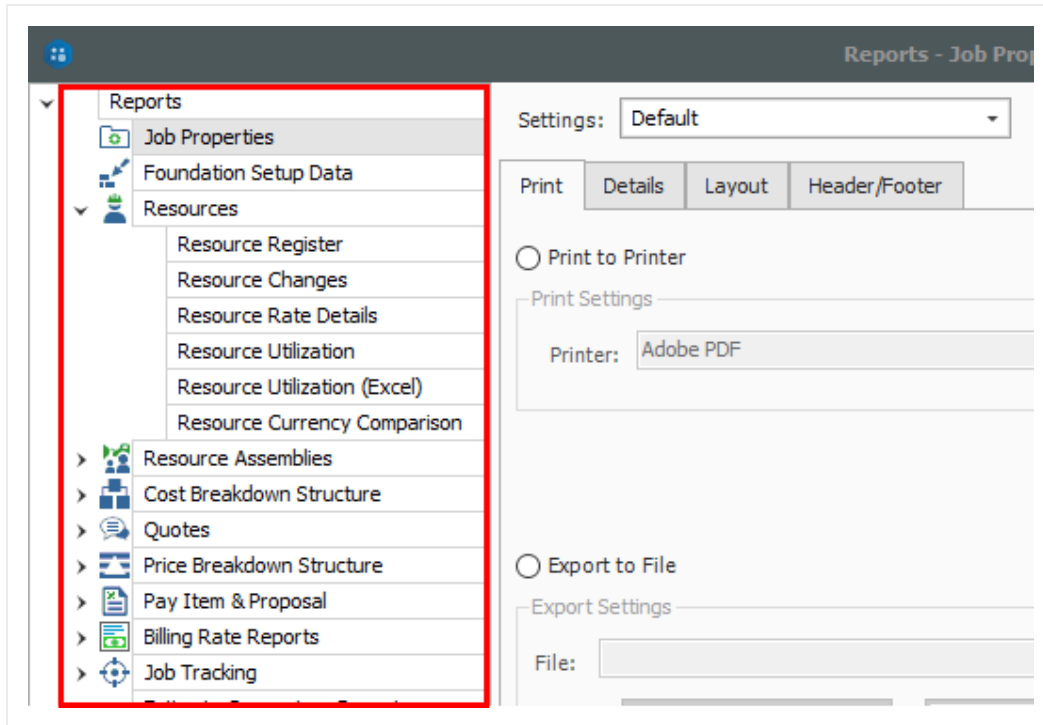 Reports - Job Prop
Reports
Job Properties
Foundation Setup Data
Resources
Resource Register
Resource Changes
Resource Rate Details
Resource Utilization
Resource Utilization (Excel)
Resource Currency Comparison
Resource Assemblies
Cost Breakdown Structure
Quotes
Price Breakdown Structure
Pay Item & Proposal
Billing Rate Reports
Job Tracking
Settings: Default
Print Details Layout Header/Footer
Print to Printer
Print Settings
Printer: Adobe PDF
Export to File
Export Settings
File: